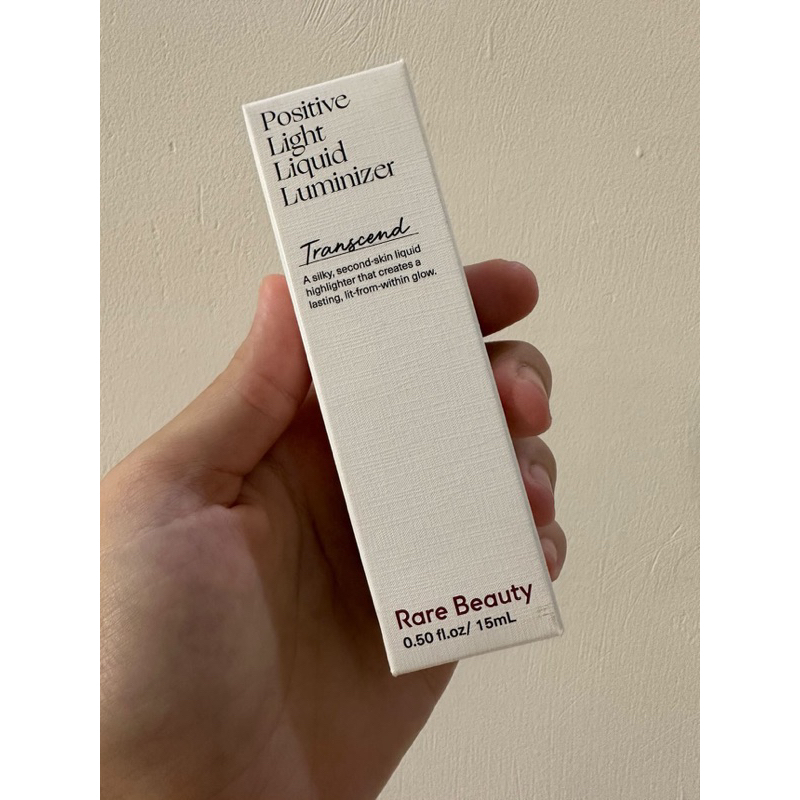 Positive
Light
Liquid
Luminizer
Transcend
A silky, second-skin liquid
highlighter that creates a
lasting, lit-from-within glow.
Rare Beauty
0.50 fl.oz/ 15mL